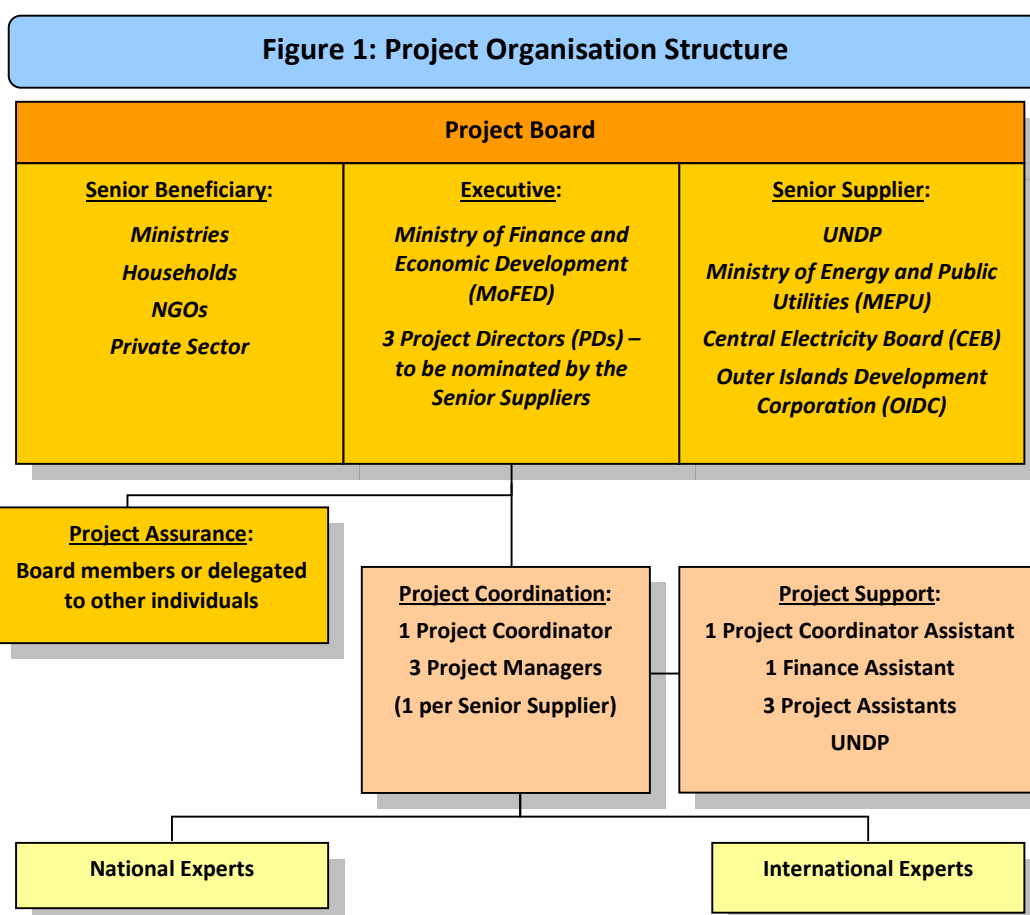 Figure 1: Project Organisation Structure
Project Board
Senior Beneficiary:
Ministries
Households
NGOs
Private Sector
Executive:
Ministry of Finance and
Economic Development
(MoFED)
3 Project Directors (PDs) –
to be nominated by the
Senior Suppliers
Senior Supplier:
UNDP
Ministry of Energy and Public
Utilities (MEPU)
Central Electricity Board (CEB)
Outer Islands Development
Corporation (OIDC)
Project Assurance:
Board members or delegated
to other individuals
Project Coordination:
1 Project Coordinator
3 Project Managers
(1 per Senior Supplier)
Project Support:
1 Project Coordinator Assistant
1 Finance Assistant
3 Project Assistants
UNDP
National Experts
International Experts